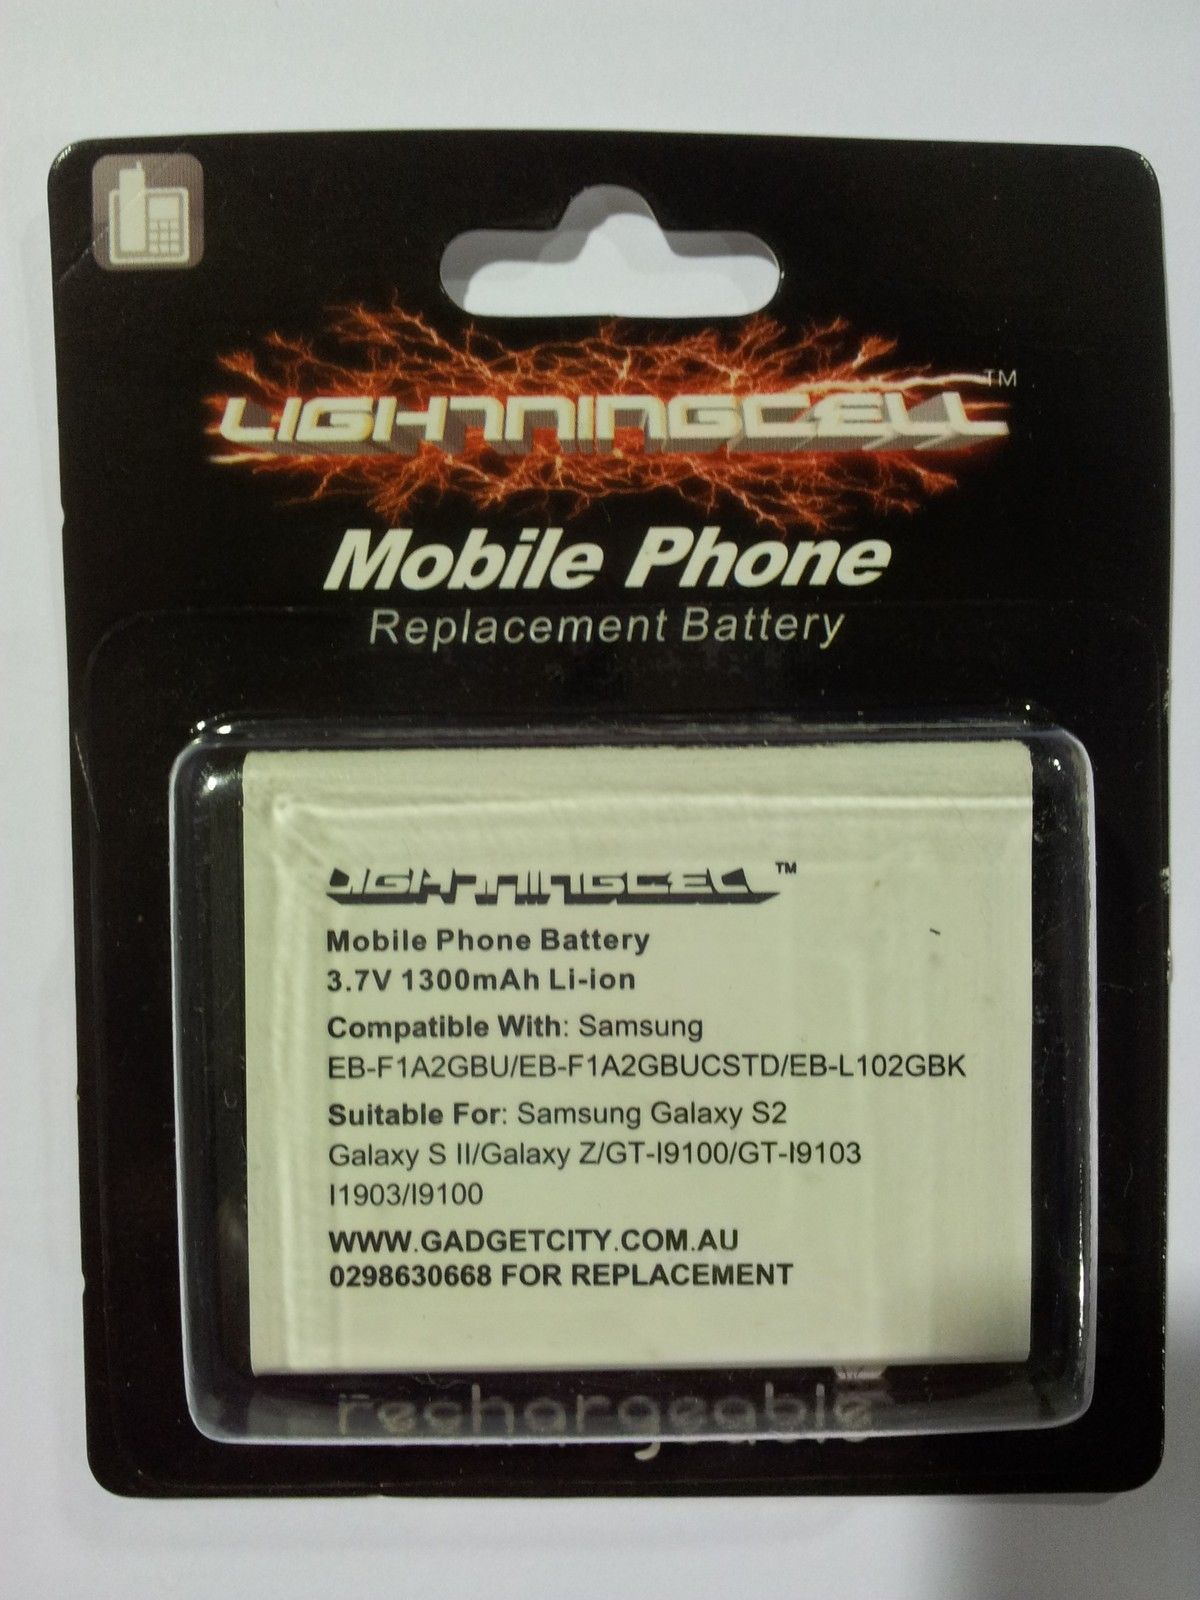 LIGHTNINGCELL™
Mobile Phone
Replacement Battery
LIGHTNINGCELL™
Mobile Phone Battery
3.7V 1300mAh Li-ion
Compatible With: Samsung
EB-F1A2GBU/EB-F1A2GBUCSTD/EB-L102GBK
Suitable For: Samsung Galaxy S2
Galaxy S II/Galaxy Z/GT-I9100/GT-I9103
I1903/I9100
WWW.GADGETCITY.COM.AU
0298630668 FOR REPLACEMENT
rechargeable